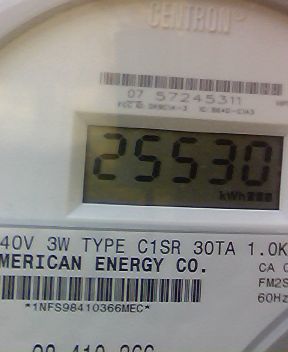 CENTRON
07 57245311
25530
kWh
40V 3W TYPE C1SR 30TA 1.0K
MERICAN ENERGY CO.
CA
FM2S
60Hz
*1NFS98410366MEC*